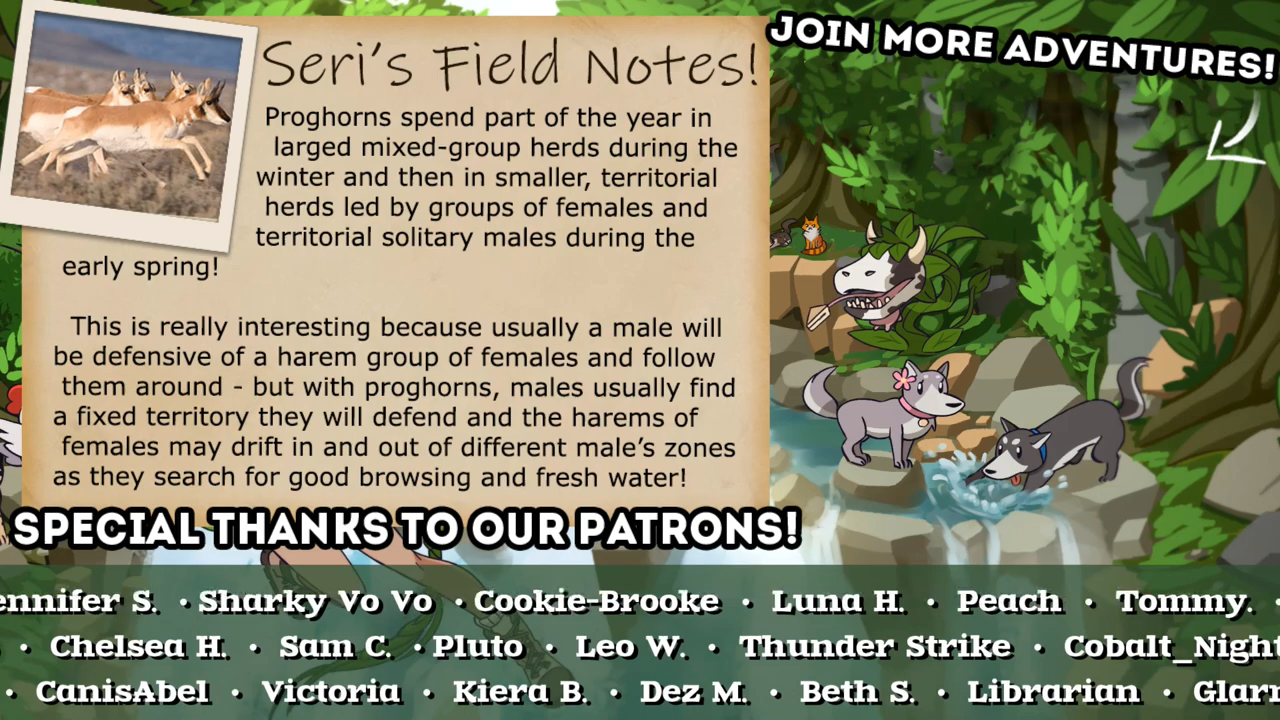 Seri's Field Notes!
JOIN MORE ADVENTURES!
Proghorns spend part of the year in
larged mixed-group herds during the
winter and then in smaller, territorial
herds led by groups of females and
territorial solitary males during the
early spring!
This is really interesting because usually a male will
be defensive of a harem group of females and follow
them around - but with proghorns, males usually find
a fixed territory they will defend and the harems of
females may drift in and out of different male's zones
as they search for good browsing and fresh water!
SPECIAL THANKS TO OUR PATRONS!
ennifer S. • Sharky Vo Vo • Cookie-Brooke • Luna H. • Peach • Tommy. •
• Chelsea H. • Sam C. • Pluto • Leo W. • Thunder Strike • Cobalt_Night
• CanisAbel • Victoria • Kiera B. • Dez M. • Beth S. • Librarian •